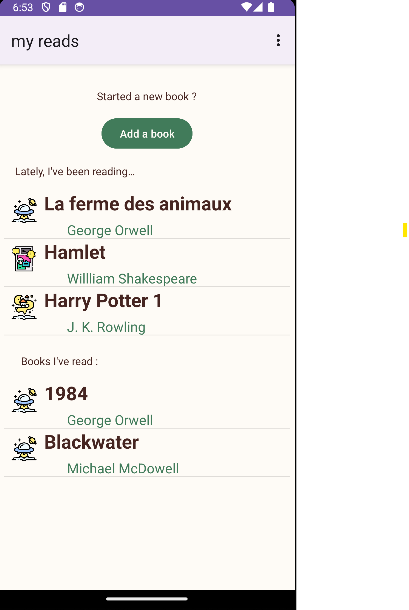 6:53
my reads
Started a new book ?
Add a book
Lately, I've been reading...
La ferme des animaux
George Orwell
Hamlet
Willliam Shakespeare
Harry Potter 1
J. K. Rowling
Books I've read :
1984
George Orwell
Blackwater
Michael McDowell